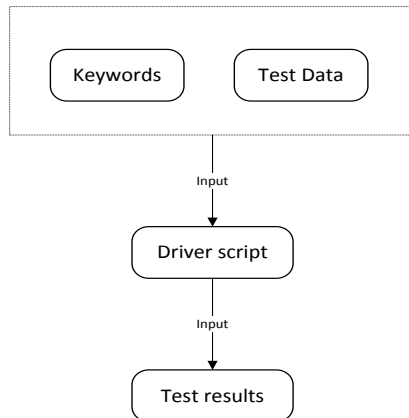 Keywords
Test Data
Input
Driver script
Input
Test results